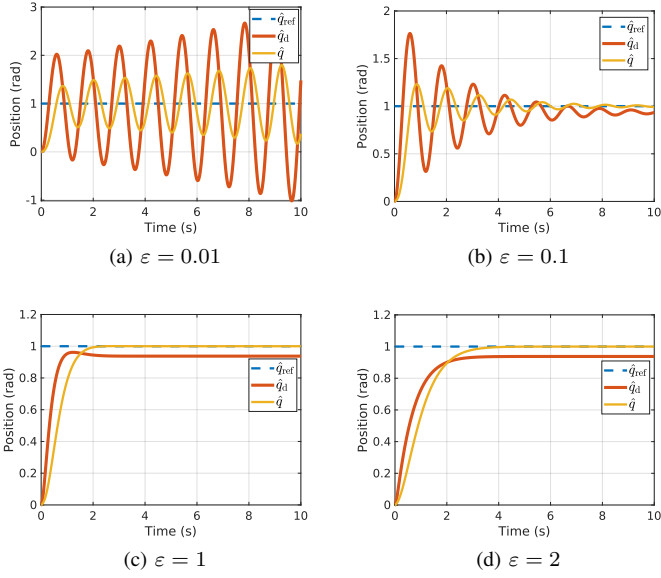 3
2
1
0
-1
Position (rad)
q̂ref
q̂d
q̂
0 2 4 6 8 10
Time (s)
(a) ε = 0.01
2
1.5
1
0.5
0
Position (rad)
q̂ref
q̂d
q̂
0 2 4 6 8 10
Time (s)
(b) ε = 0.1
1.2
1
0.8
0.6
0.4
0.2
0
Position (rad)
q̂ref
q̂d
q̂
0 2 4 6 8 10
Time (s)
(c) ε = 1
1.2
1
0.8
0.6
0.4
0.2
0
Position (rad)
q̂ref
q̂d
q̂
0 2 4 6 8 10
Time (s)
(d) ε = 2